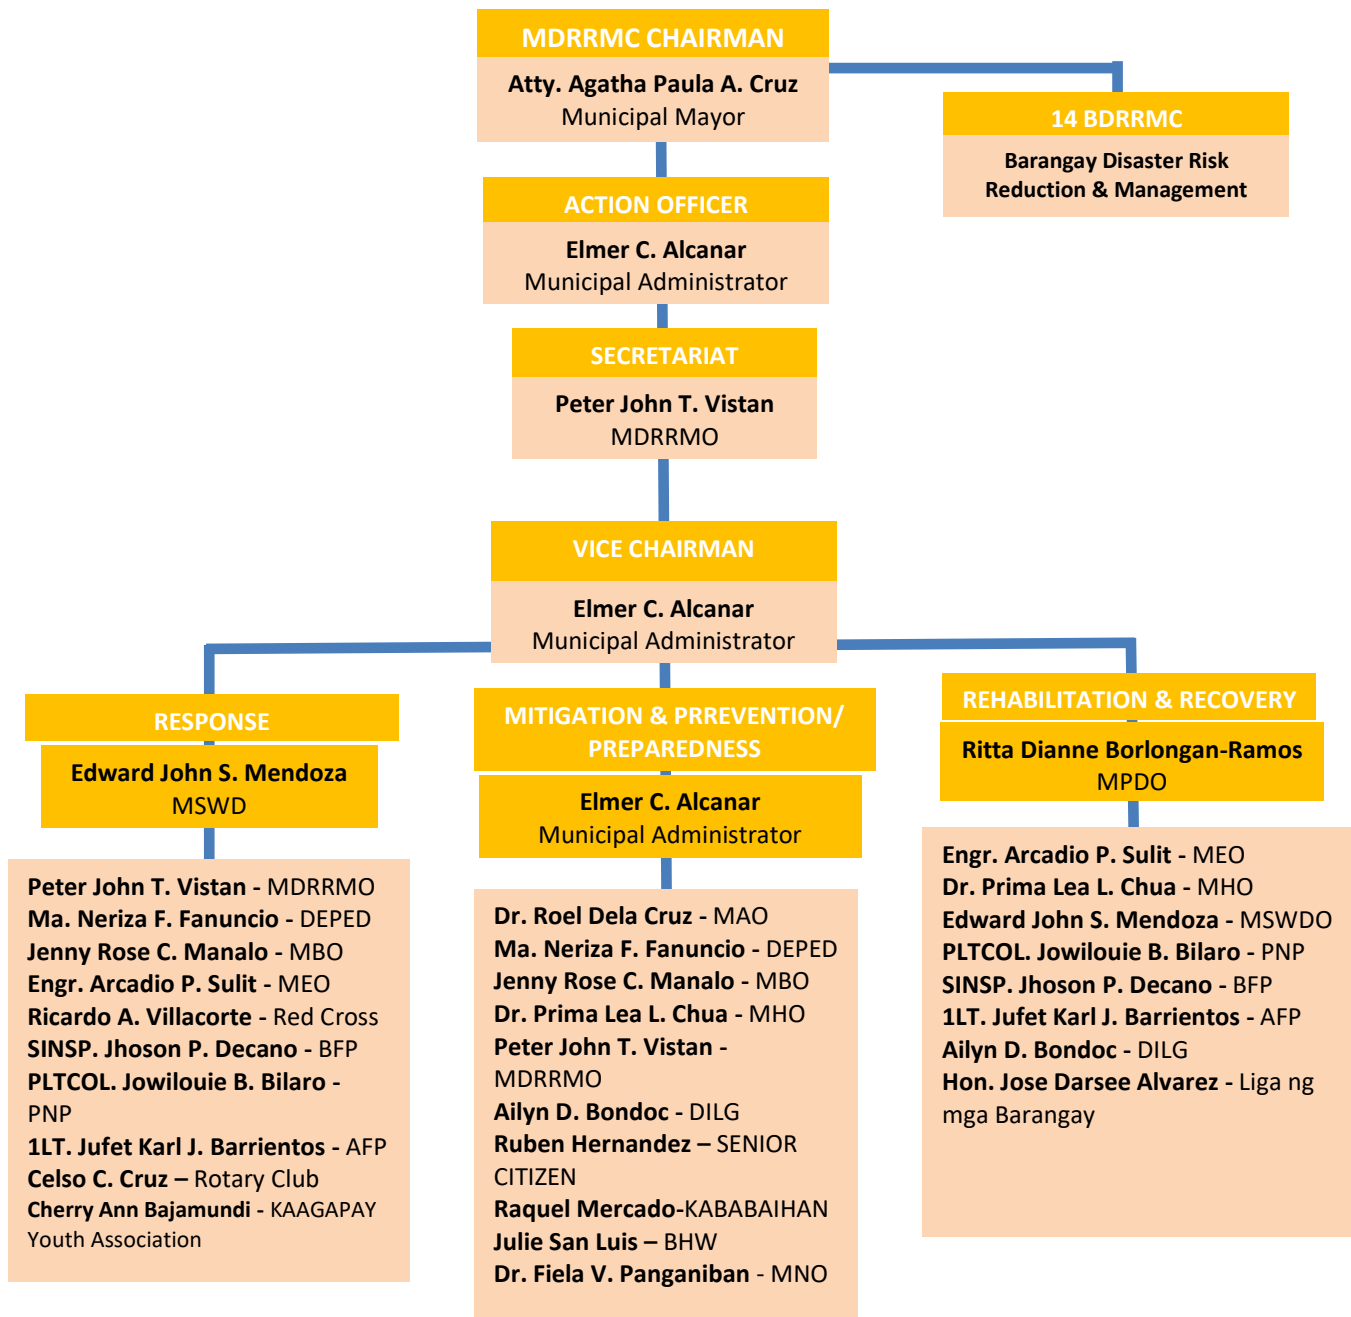 MDRRMC CHAIRMAN
Atty. Agatha Paula A. Cruz
Municipal Mayor
14 BDRRMC
Barangay Disaster Risk
Reduction & Management
ACTION OFFICER
Elmer C. Alcanar
Municipal Administrator
SECRETARIAT
Peter John T. Vistan
MDRRMO
VICE CHAIRMAN
Elmer C. Alcanar
Municipal Administrator
RESPONSE
Edward John S. Mendoza
MSWD
Peter John T. Vistan - MDRRMO
Ma. Neriza F. Fanuncio - DEPED
Jenny Rose C. Manalo - MBO
Engr. Arcadio P. Sulit - MEO
Ricardo A. Villacorte - Red Cross
SINSP. Jhoson P. Decano - BFP
PLTCOL. Jowilouie B. Bilaro -
PNP
1LT. Jufet Karl J. Barrientos - AFP
Celso C. Cruz – Rotary Club
Cherry Ann Bajamundi - KAAGAPAY
Youth Association
MITIGATION & PRREVENTION/
PREPAREDNESS
Elmer C. Alcanar
Municipal Administrator
Dr. Roel Dela Cruz - MAO
Ma. Neriza F. Fanuncio - DEPED
Jenny Rose C. Manalo - MBO
Dr. Prima Lea L. Chua - MHO
Peter John T. Vistan -
MDRRMO
Ailyn D. Bondoc - DILG
Ruben Hernandez – SENIOR
CITIZEN
Raquel Mercado-KABABAIHAN
Julie San Luis – BHW
Dr. Fiela V. Panganiban - MNO
REHABILITATION & RECOVERY
Ritta Dianne Borlongan-Ramos
MPDO
Engr. Arcadio P. Sulit - MEO
Dr. Prima Lea L. Chua - MHO
Edward John S. Mendoza - MSWDO
PLTCOL. Jowilouie B. Bilaro - PNP
SINSP. Jhoson P. Decano - BFP
1LT. Jufet Karl J. Barrientos - AFP
Ailyn D. Bondoc - DILG
Hon. Jose Darsee Alvarez - Liga ng
mga Barangay